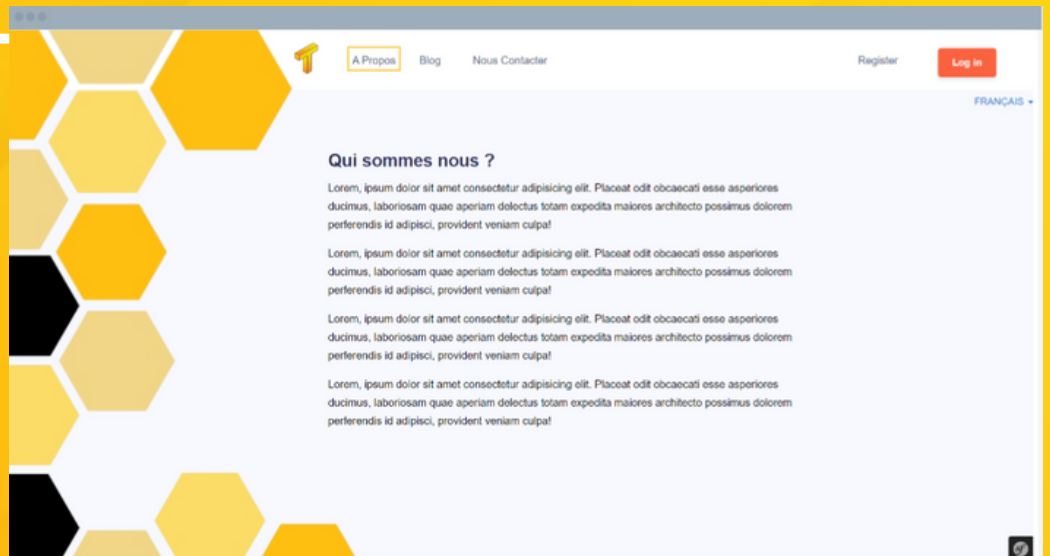 A Propos Blog Nous Contacter Register Log in
FRANÇAIS
Qui sommes nous ?
Lorem, ipsum dolor sit amet consectetur adipisicing elit. Placeat odit obcaecati esse asperiores
ducimus, laboriosam quae aperiam delectus totam expedita maiores architecto possimus dolorem
perferendis id adipisci, provident veniam culpa!
Lorem, ipsum dolor sit amet consectetur adipisicing elit. Placeat odit obcaecati esse asperiores
ducimus, laboriosam quae aperiam delectus totam expedita maiores architecto possimus dolorem
perferendis id adipisci, provident veniam culpa!
Lorem, ipsum dolor sit amet consectetur adipisicing elit. Placeat odit obcaecati esse asperiores
ducimus, laboriosam quae aperiam delectus totam expedita maiores architecto possimus dolorem
perferendis id adipisci, provident veniam culpa!
Lorem, ipsum dolor sit amet consectetur adipisicing elit. Placeat odit obcaecati esse asperiores
ducimus, laboriosam quae aperiam delectus totam expedita maiores architecto possimus dolorem
perferendis id adipisci, provident veniam culpa!